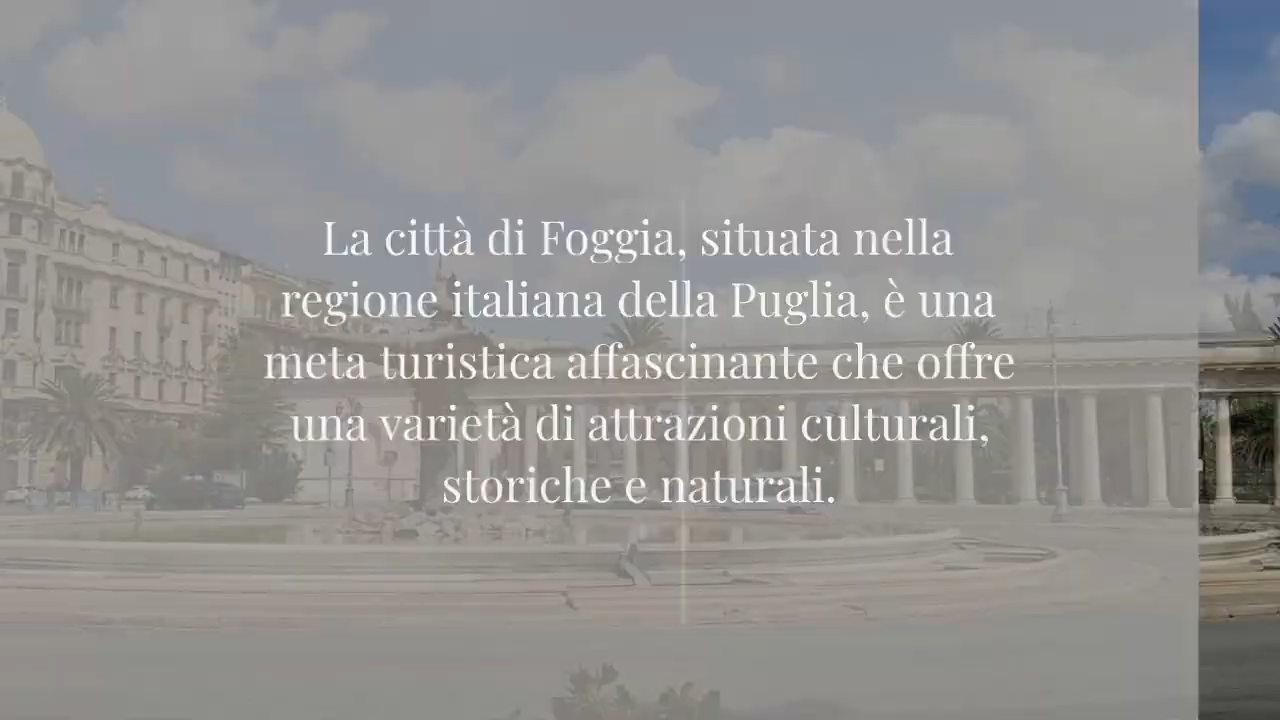 La città di Foggia, situata nella
regione italiana della Puglia, è una
meta turistica affascinante che offre
una varietà di attrazioni culturali,
storiche e naturali.